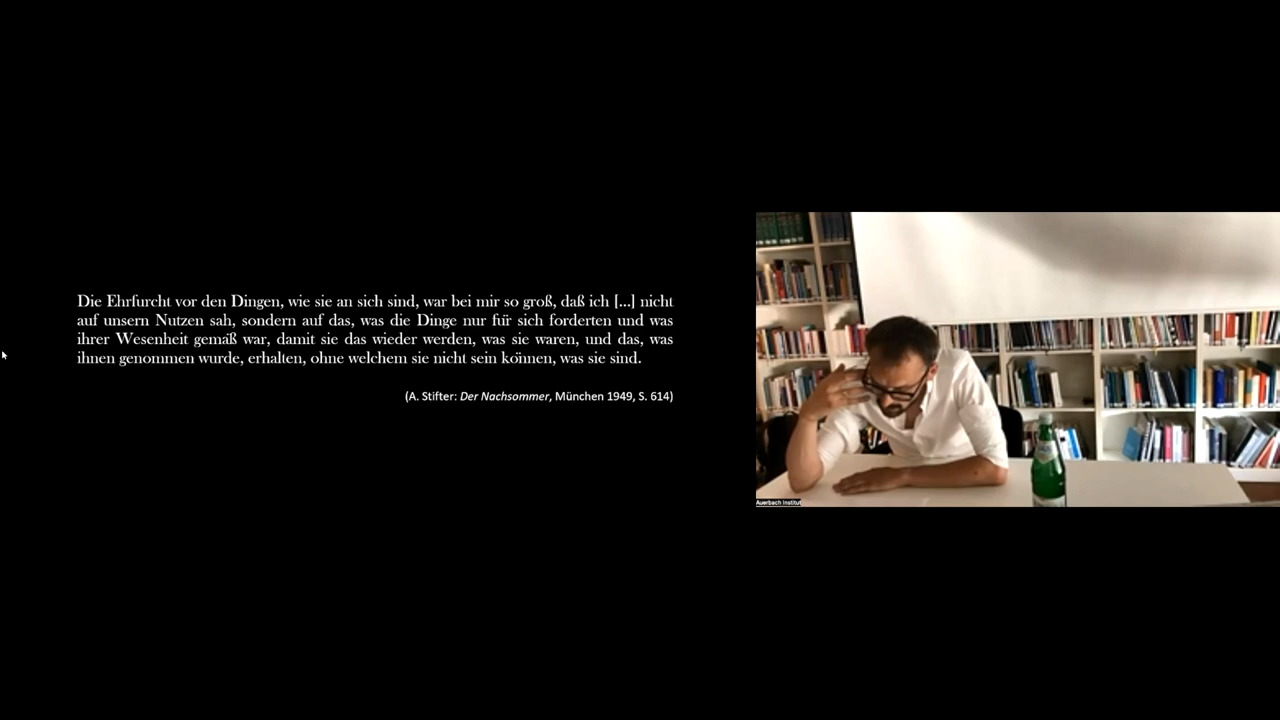 Die Ehrfurcht vor den Dingen, wie sie an sich sind, war bei mir so groß, daß ich [...] nicht
auf unsern Nutzen sah, sondern auf das, was die Dinge nur für sich forderten und was
ihrer Wesenheit gemäß war, damit sie das wieder werden, was sie waren, und das, was
ihnen genommen wurde, erhalten, ohne welchem sie nicht sein können, was sie sind.
(A. Stifter: Der Nachsommer, München 1949, S. 614)
Auerbach Institut